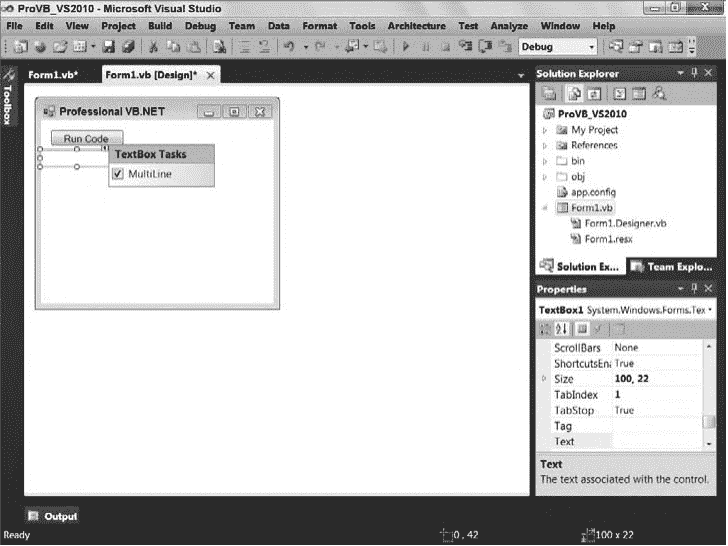 ProVB_VS2010 - Microsoft Visual Studio
File Edit View Project Build Debug Team Data Format Tools Architecture Test Analyze Window Help
Debug
Toolbox
Form1.vb*
Form1.vb [Design]*
Professional VB.NET
Run Code
TextBox Tasks
MultiLine
Solution Explorer
ProVB_VS2010
My Project
References
bin
obj
app.config
Form1.vb
Form1.Designer.vb
Form1.resx
Solution Ex...
Team Explo...
Properties
TextBox1 System.Windows.Forms.Tex
ScrollBars None
ShortcutsEn True
Size 100, 22
TabIndex 1
TabStop True
Tag
Text
Text
The text associated with the control.
Output
Ready 0, 42 100 x 22